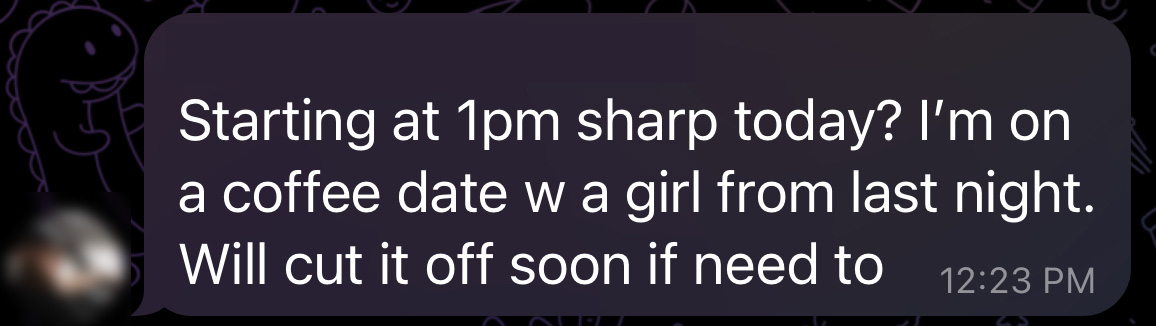 Starting at 1pm sharp today? I’m on
a coffee date w a girl from last night.
Will cut it off soon if need to
12:23 PM